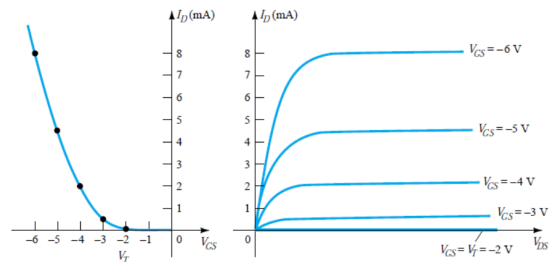 I_D (mA)
8
7
6
5
4
3
2
1
−6 −5 −4 −3 −2 −1 0 V_GS
V_T
I_D (mA)
8
7
6
5
4
3
2
1
0
V_GS = −6 V
V_GS = −5 V
V_GS = −4 V
V_GS = −3 V
V_DS
V_GS = V_T = −2 V